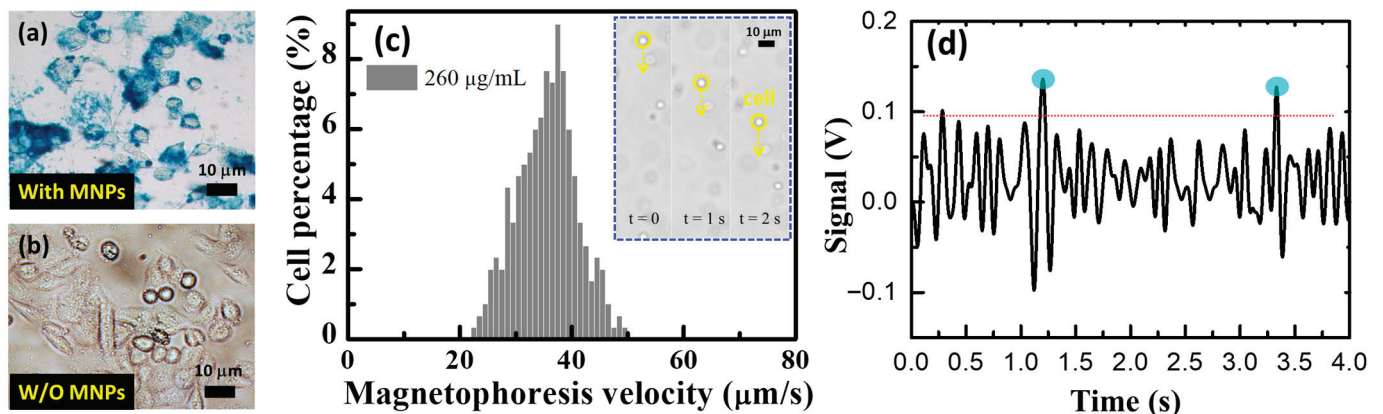 (a)
10 μm
With MNPs
(b)
10 μm
W/O MNPs
(c)
260 μg/mL
10 μm
cell
t = 0
t = 1 s
t = 2 s
Cell percentage (%)
8
6
4
2
0
0
20
40
60
80
Magnetophoresis velocity (μm/s)
(d)
Signal (V)
0.2
0.1
0.0
−0.1
0.0
0.5
1.0
1.5
2.0
2.5
3.0
3.5
4.0
Time (s)